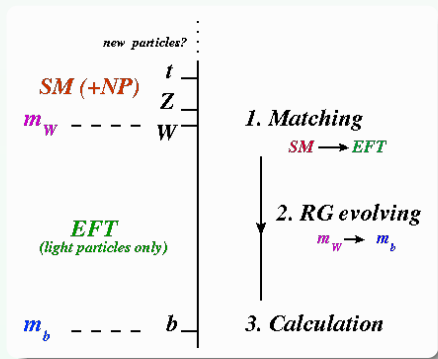 new particles?
t
SM (+NP)
Z
m_W
W
1. Matching
SM → EFT
2. RG evolving
m_W → m_b
EFT
(light particles only)
m_b
b
3. Calculation